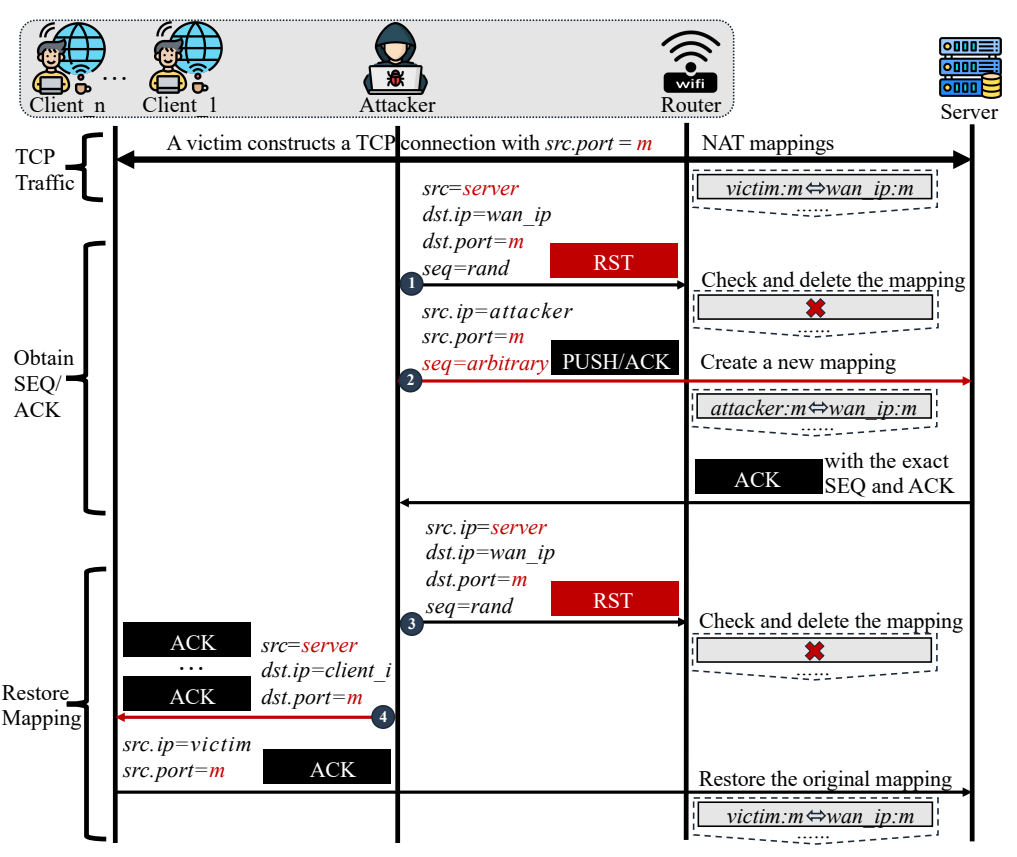 Client_n
...
Client_1
Attacker
wifi
Router
Server
TCP
Traffic
A victim constructs a TCP connection with src.port = m
NAT mappings
victim:m⇔wan_ip:m
......
src=server
dst.ip=wan_ip
dst.port=m
seq=rand
RST
1
Check and delete the mapping
......
Obtain
SEQ/
ACK
src.ip=attacker
src.port=m
seq=arbitrary
PUSH/ACK
2
Create a new mapping
attacker:m⇔wan_ip:m
......
ACK
with the exact
SEQ and ACK
src.ip=server
dst.ip=wan_ip
dst.port=m
seq=rand
RST
3
Check and delete the mapping
......
Restore
Mapping
ACK
...
ACK
src=server
dst.ip=client_i
dst.port=m
4
src.ip=victim
src.port=m
ACK
Restore the original mapping
victim:m⇔wan_ip:m
......